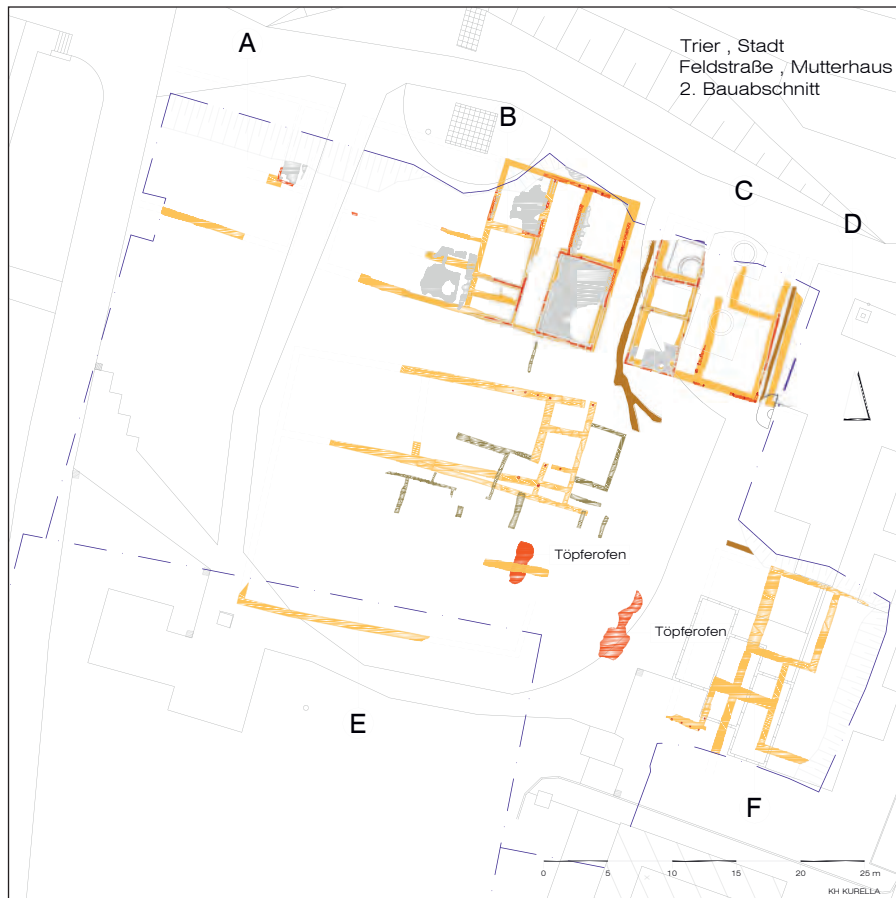 Trier , Stadt
Feldstraße , Mutterhaus
2. Bauabschnitt
A
B
C
D
Töpferofen
Töpferofen
E
F
0 5 10 15 20 25 m
KH KURELLA